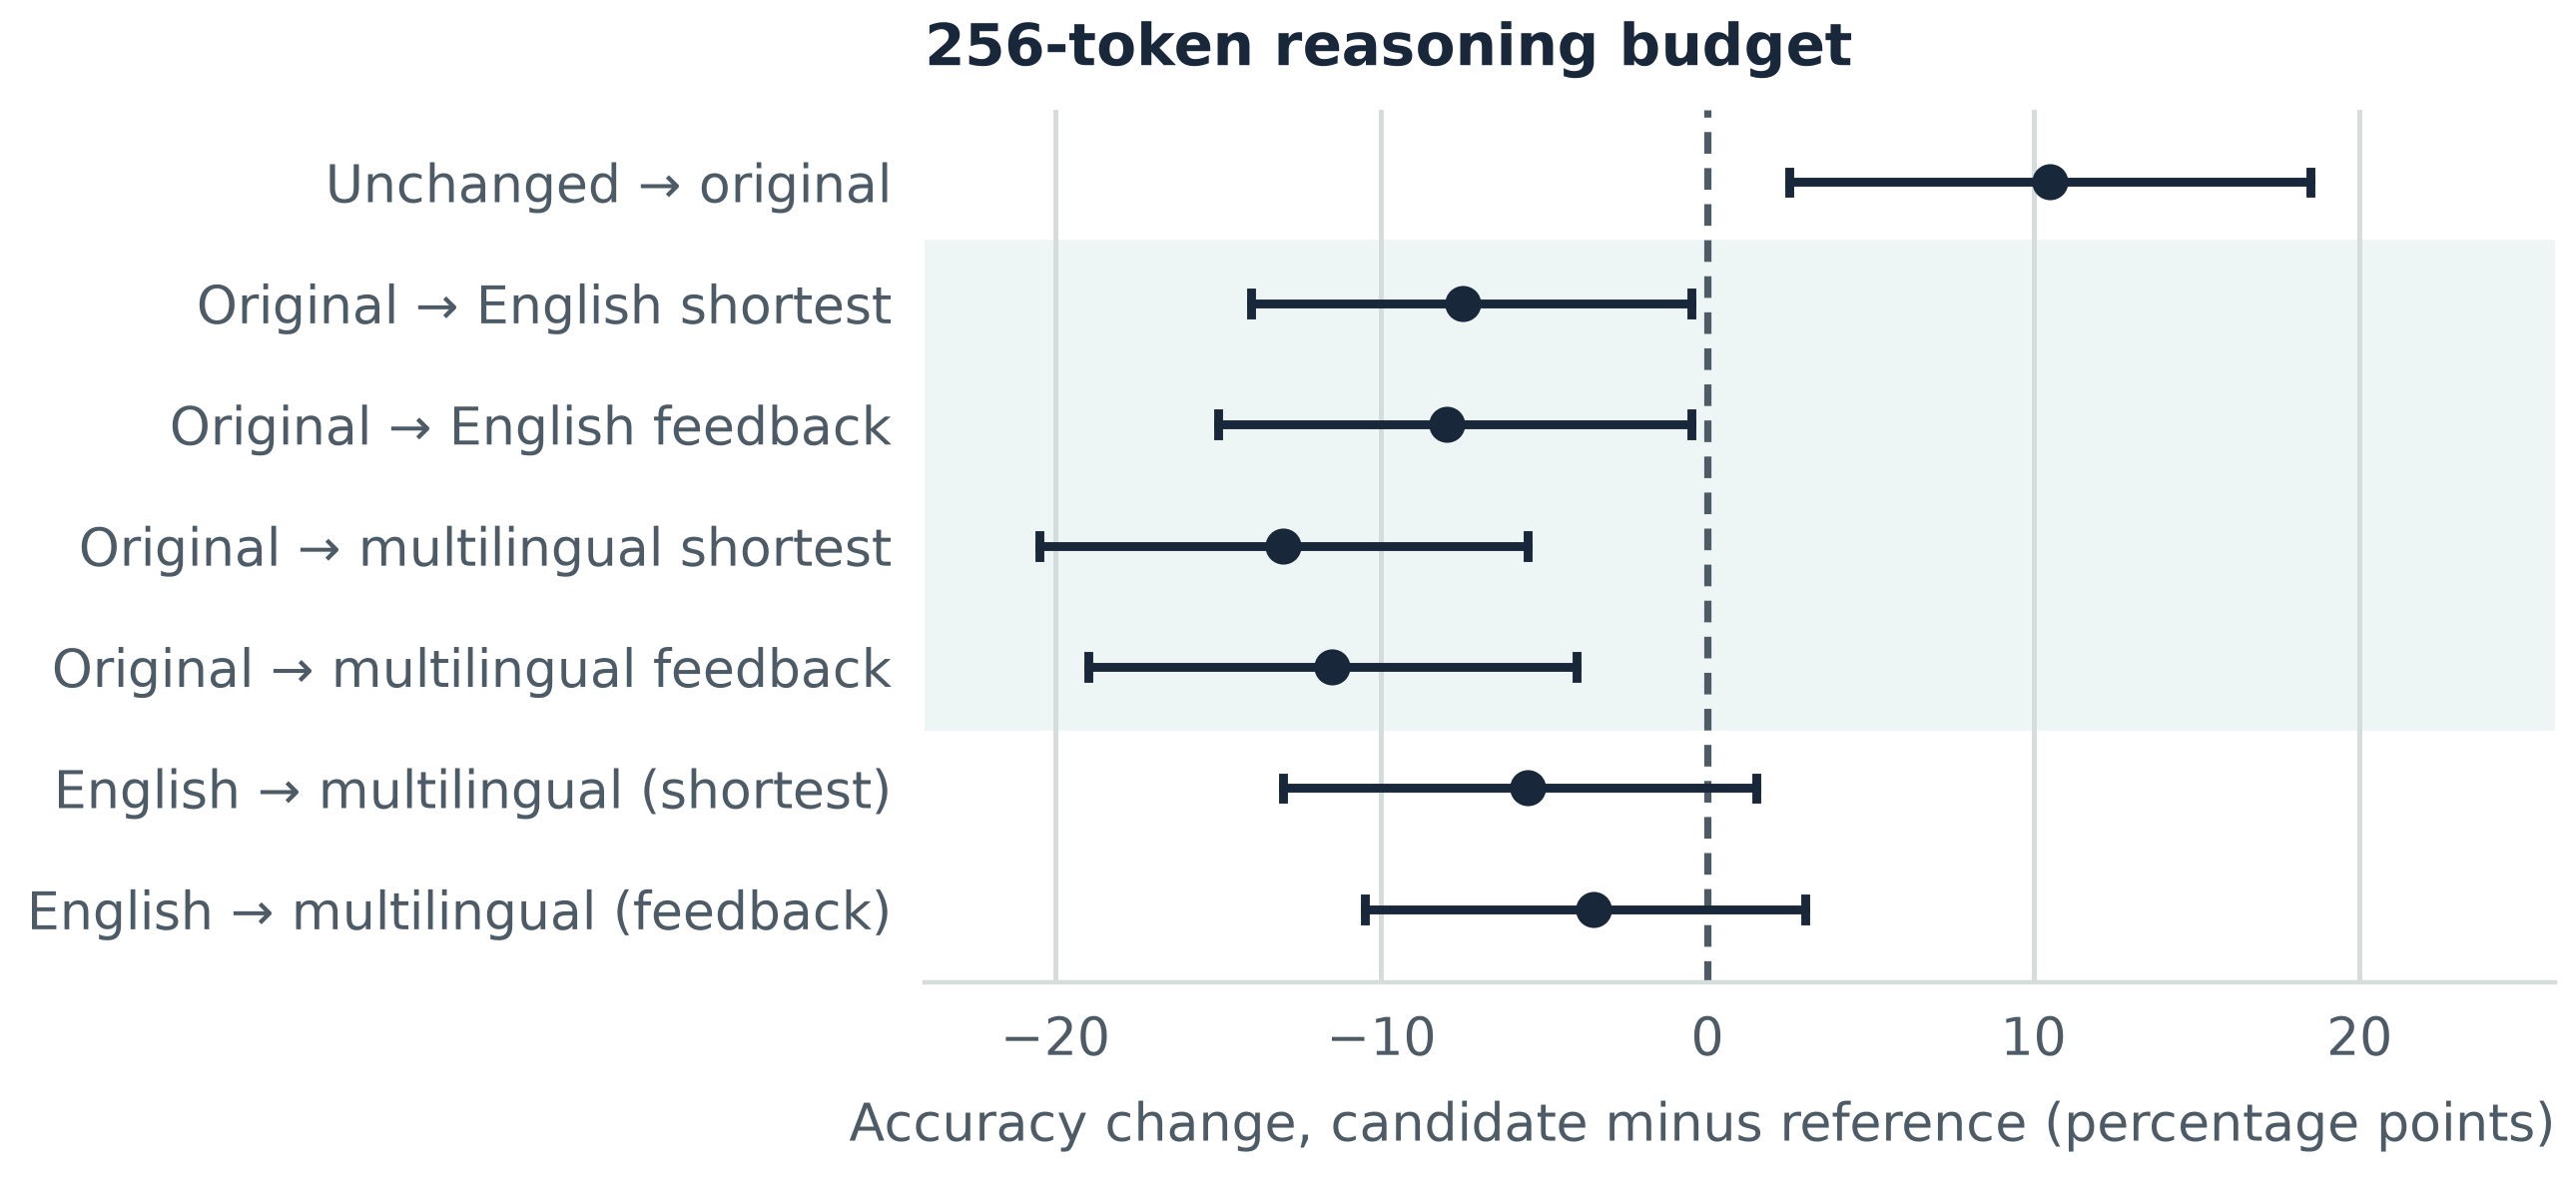 256-token reasoning budget
Unchanged → original
Original → English shortest
Original → English feedback
Original → multilingual shortest
Original → multilingual feedback
English → multilingual (shortest)
English → multilingual (feedback)
−20 −10 0 10 20
Accuracy change, candidate minus reference (percentage points)